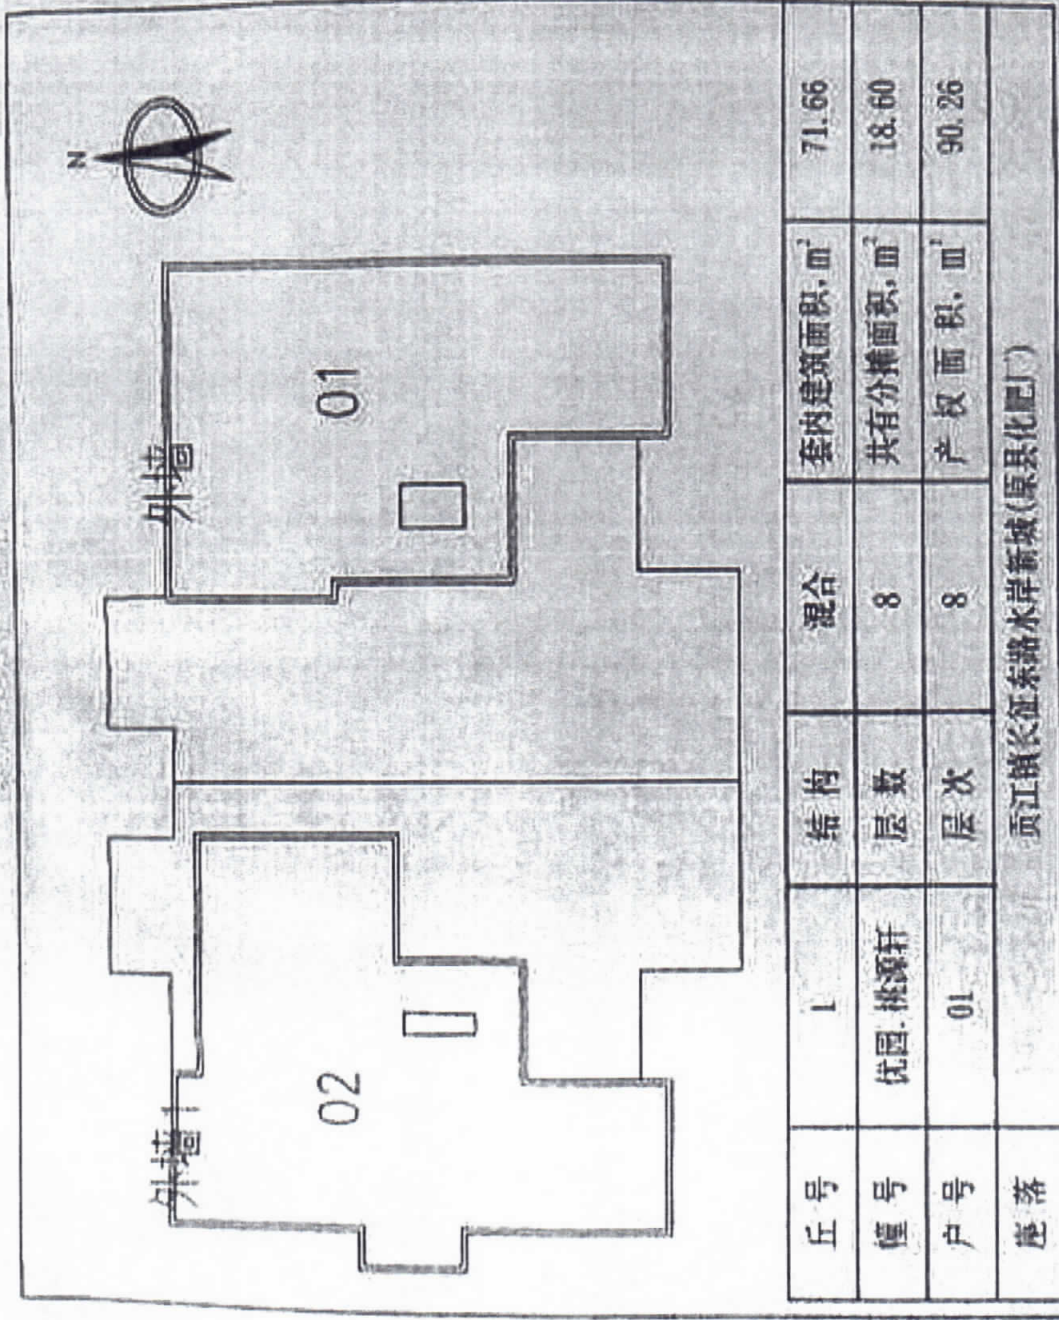 N
外墙1
外墙
02
01
丘号 1 结构 混合 套内建筑面积, m² 71.66
幢号 优园. 桃源轩 层数 8 共有分摊面积, m² 18.60
户号 01 层次 8 产权面积, m² 90.26
座落 贡江镇长征东路水岸新城(原县化肥厂)